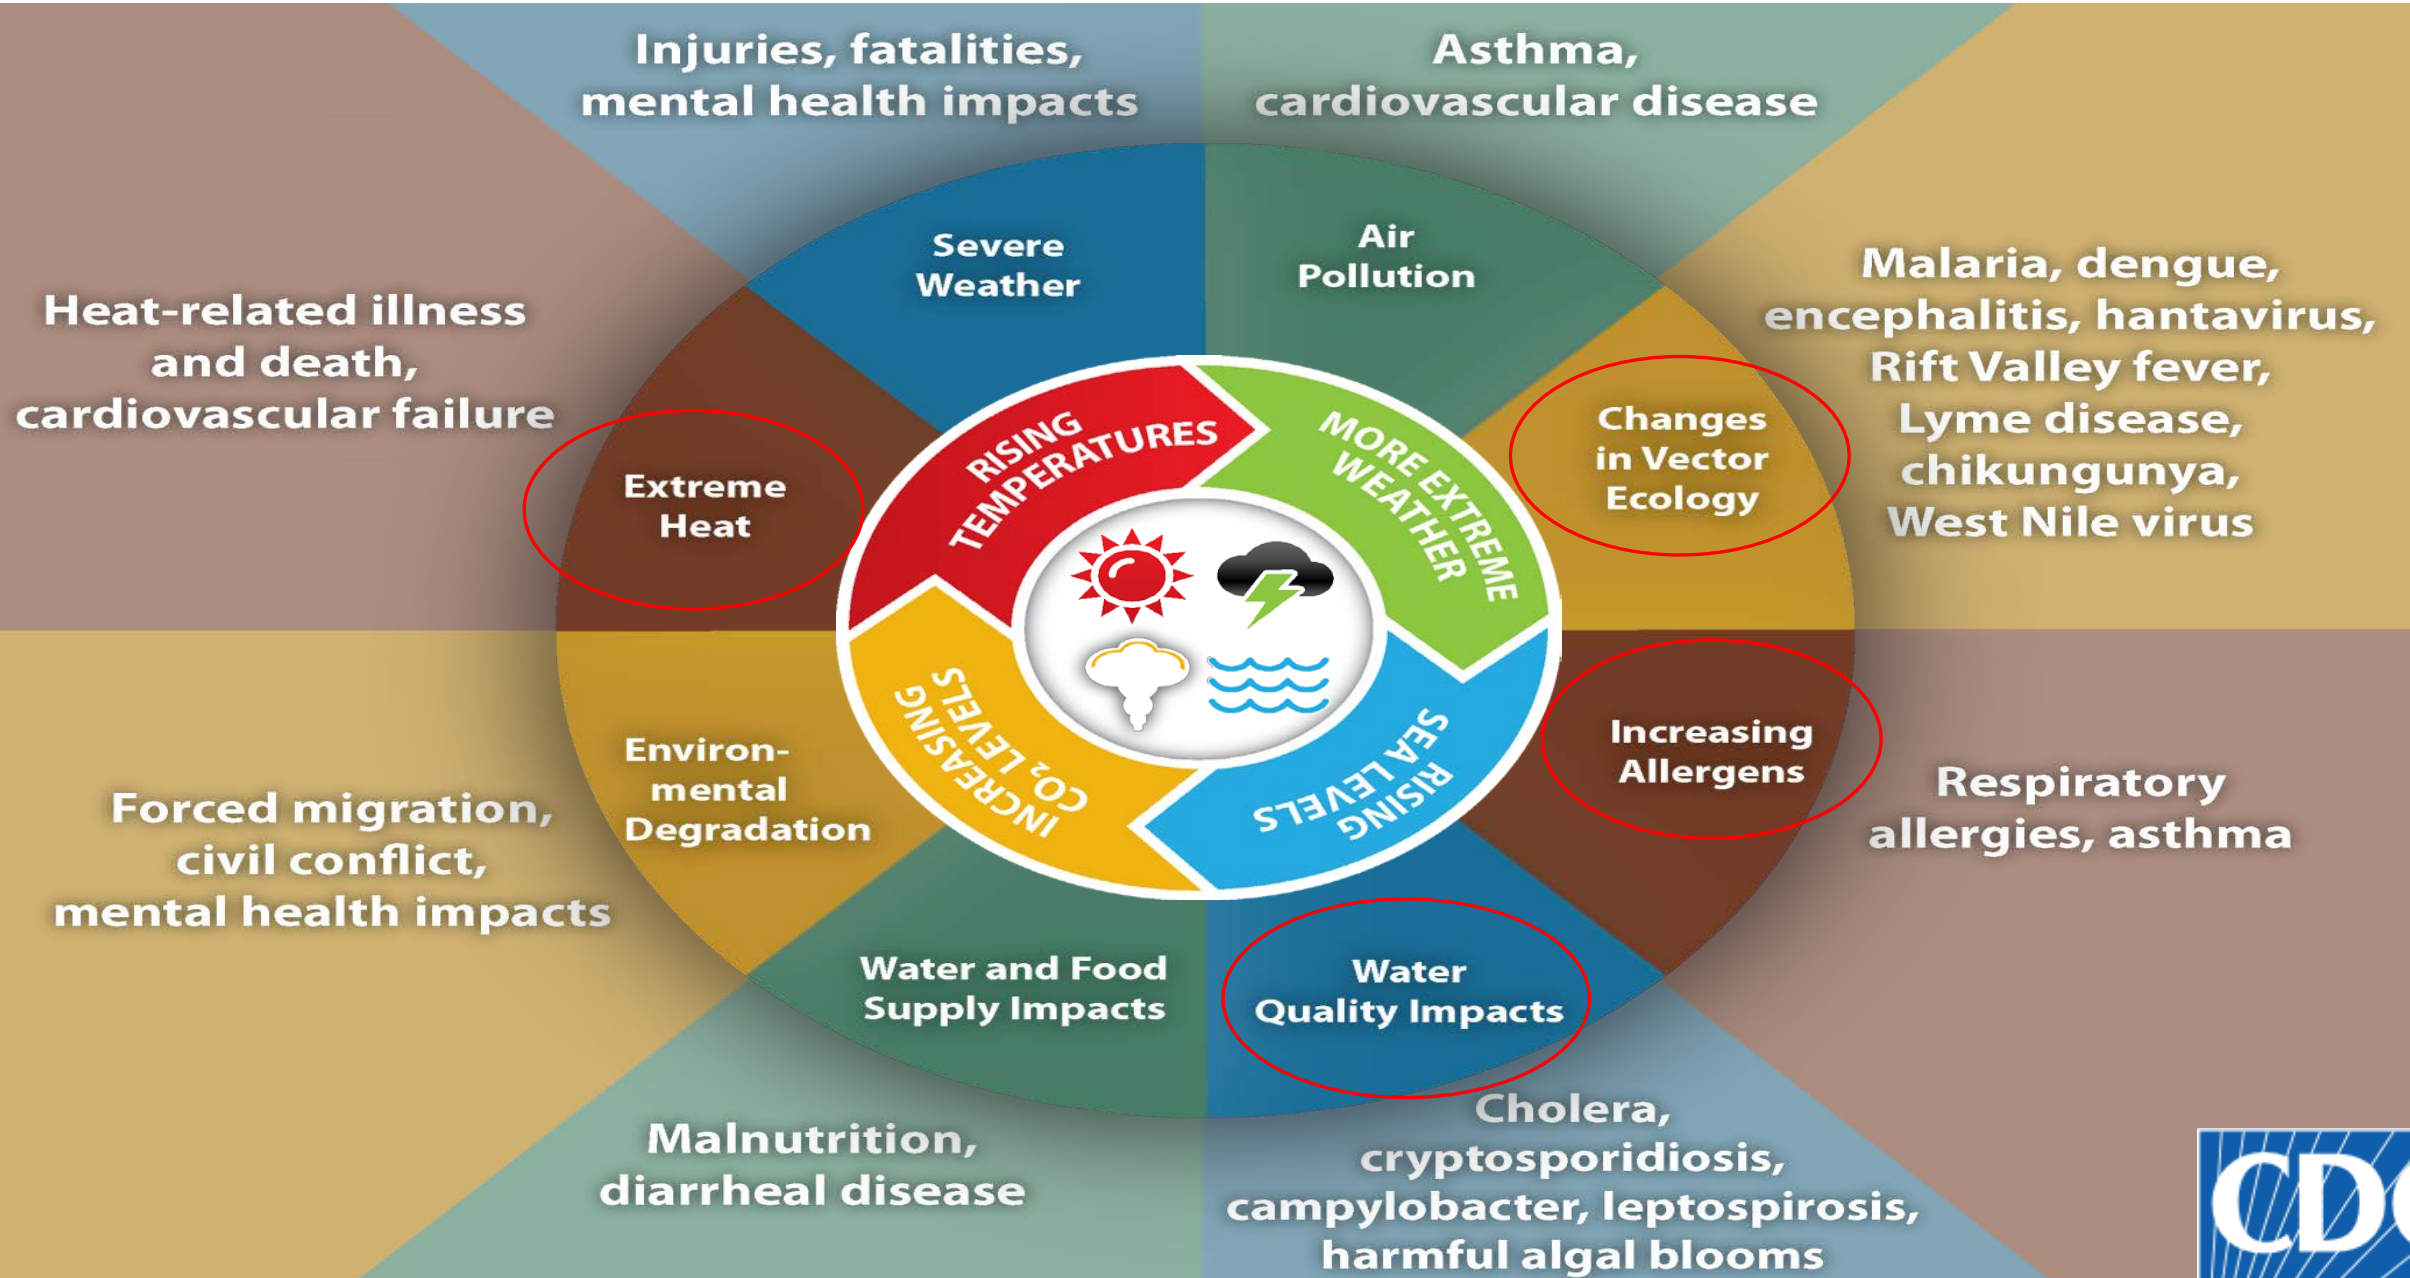 Injuries, fatalities,
mental health impacts
Asthma,
cardiovascular disease
Severe
Weather
Air
Pollution
Heat-related illness
and death,
cardiovascular failure
Malaria, dengue,
encephalitis, hantavirus,
Rift Valley fever,
Lyme disease,
chikungunya,
West Nile virus
Extreme
Heat
RISING
TEMPERATURES
MORE EXTREME
WEATHER
Changes
in Vector
Ecology
Environ-
mental
Degradation
INCREASING
CO₂ LEVELS
RISING
SEA LEVELS
Increasing
Allergens
Forced migration,
civil conflict,
mental health impacts
Respiratory
allergies, asthma
Water and Food
Supply Impacts
Water
Quality Impacts
Malnutrition,
diarrheal disease
Cholera,
cryptosporidiosis,
campylobacter, leptospirosis,
harmful algal blooms
CDC